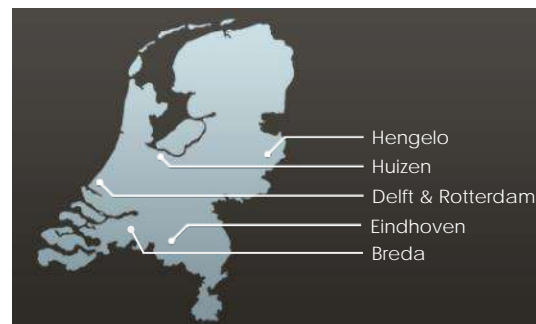 Hengelo
Huizen
Delft & Rotterdam
Eindhoven
Breda